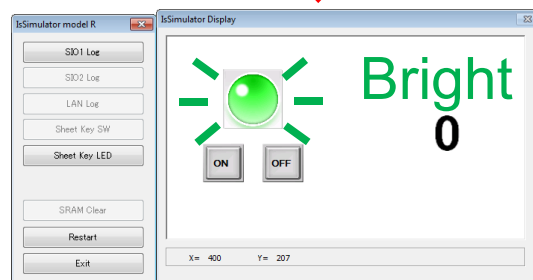 IsSimulator model R
SIO1 Log
SIO2 Log
LAN Log
Sheet Key SW
Sheet Key LED
SRAM Clear
Restart
Exit
IsSimulator Display
Bright
0
ON OFF
X= 400 Y= 207